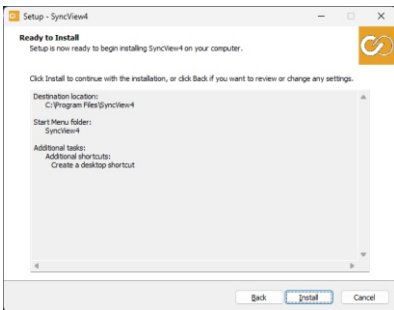 Setup - SyncView4
Ready to Install
Setup is now ready to begin installing SyncView4 on your computer.
Click Install to continue with the installation, or click Back if you want to review or change any settings.
Destination location:
C:\Program Files\SyncView4
Start Menu folder:
SyncView4
Additional tasks:
Additional shortcuts:
Create a desktop shortcut
Back Install Cancel